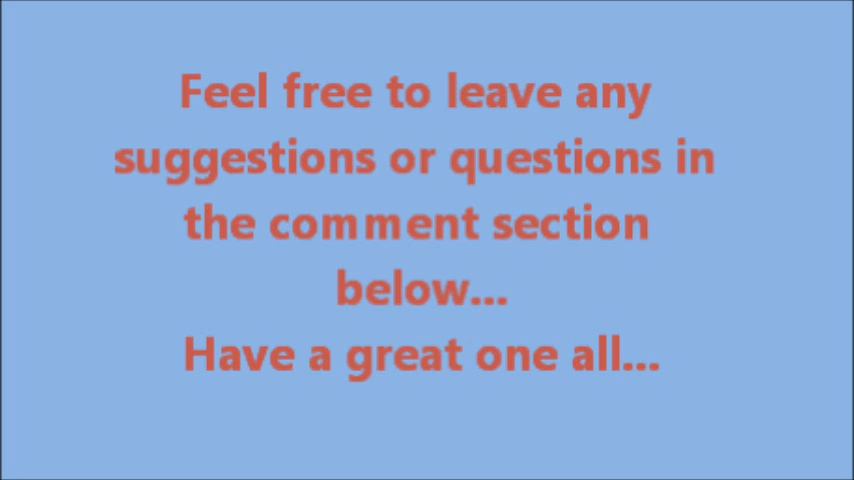 Feel free to leave any
suggestions or questions in
the comment section
below...
Have a great one all...